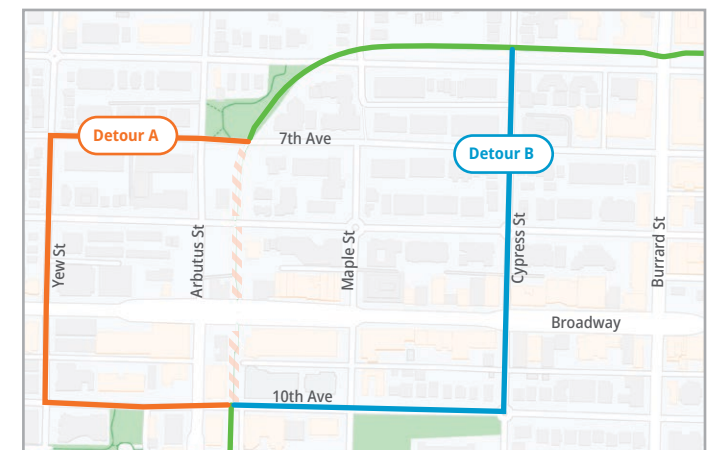 Detour A
7th Ave
Detour B
Yew St
Arbutus St
Maple St
Cypress St
Burrard St
Broadway
10th Ave